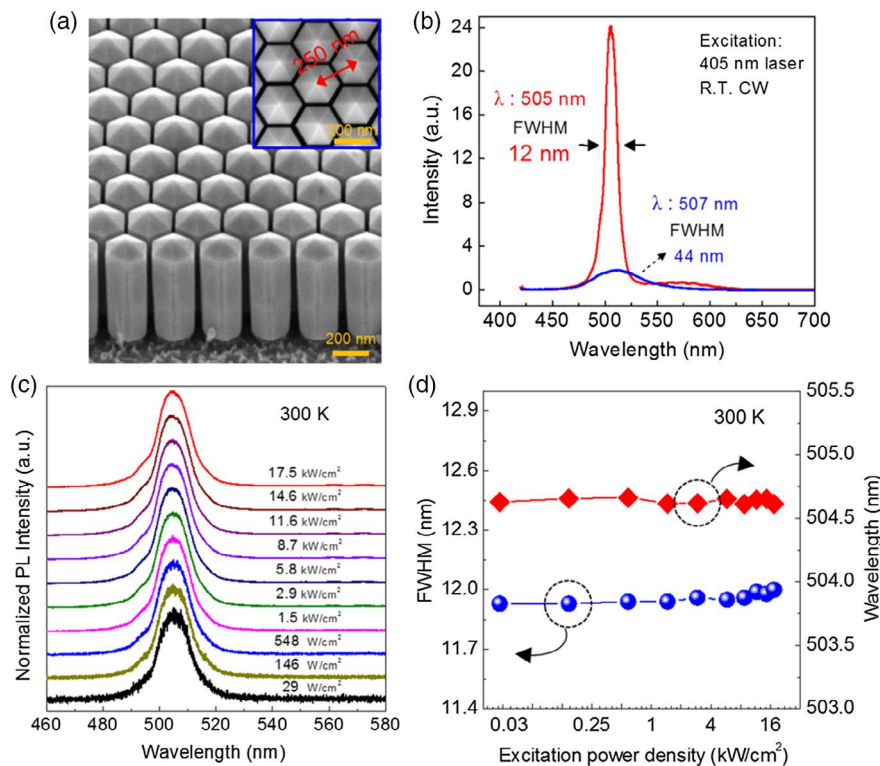 (a)
250 nm
200 nm
200 nm
(b)
Intensity (a.u.)
24
20
16
12
8
4
0
Excitation:
405 nm laser
R.T. CW
λ : 505 nm
FWHM
12 nm
λ : 507 nm
FWHM
44 nm
400 450 500 550 600 650 700
Wavelength (nm)
(c)
Normalized PL Intensity (a.u.)
300 K
17.5 kW/cm²
14.6 kW/cm²
11.6 kW/cm²
8.7 kW/cm²
5.8 kW/cm²
2.9 kW/cm²
1.5 kW/cm²
548 W/cm²
146 W/cm²
29 W/cm²
460 480 500 520 540 560 580
Wavelength (nm)
(d)
FWHM (nm)
12.9
12.6
12.3
12.0
11.7
11.4
300 K
505.5
505.0
504.5
504.0
503.5
503.0
Wavelength (nm)
0.03 0.25 1 4 16
Excitation power density (kW/cm²)